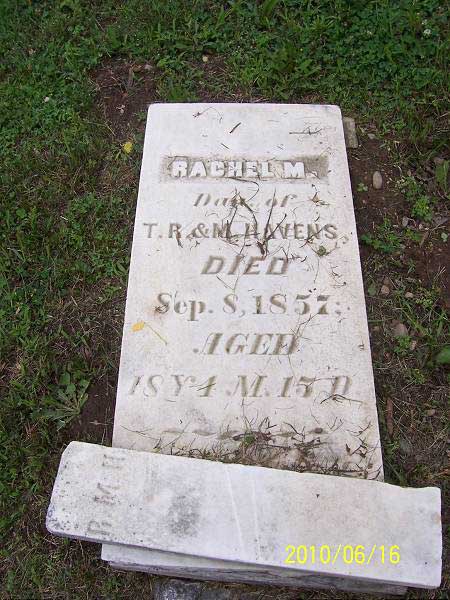 RACHEL M.
Dau. of
T. R. & M. HAVENS,
DIED
Sep. 8, 1857;
AGED
18 Y 4 M. 15 D
R. M. H
2010/06/16